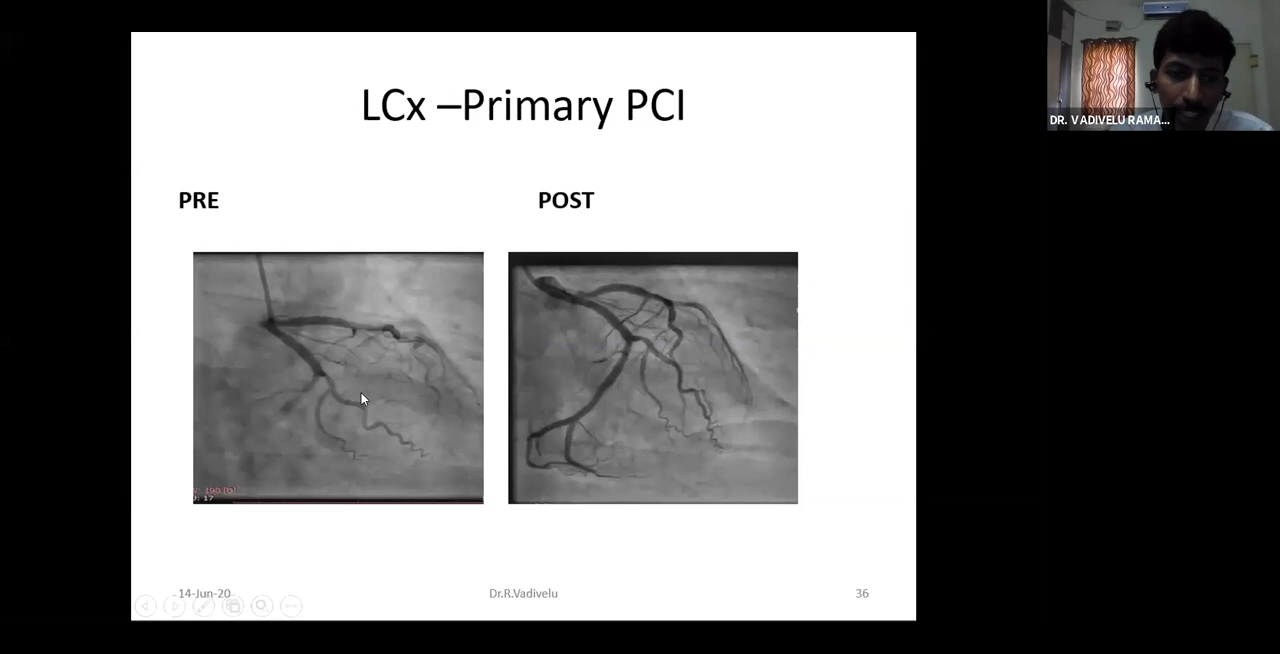 LCx –Primary PCI
PRE
POST
14-Jun-20
Dr.R.Vadivelu
36
DR. VADIVELU RAMA...